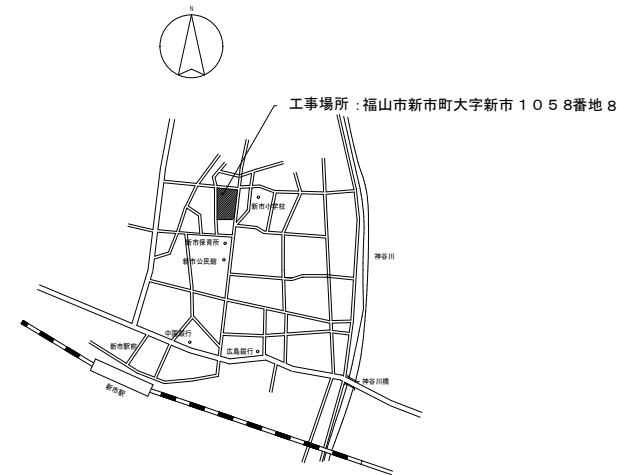 N
工事場所：福山市新市町大字新市１０５８番地８
新市小学校
新市保育所
新市公民館
神谷川
中国銀行
新市駅前
広島銀行
神谷川橋
新市駅